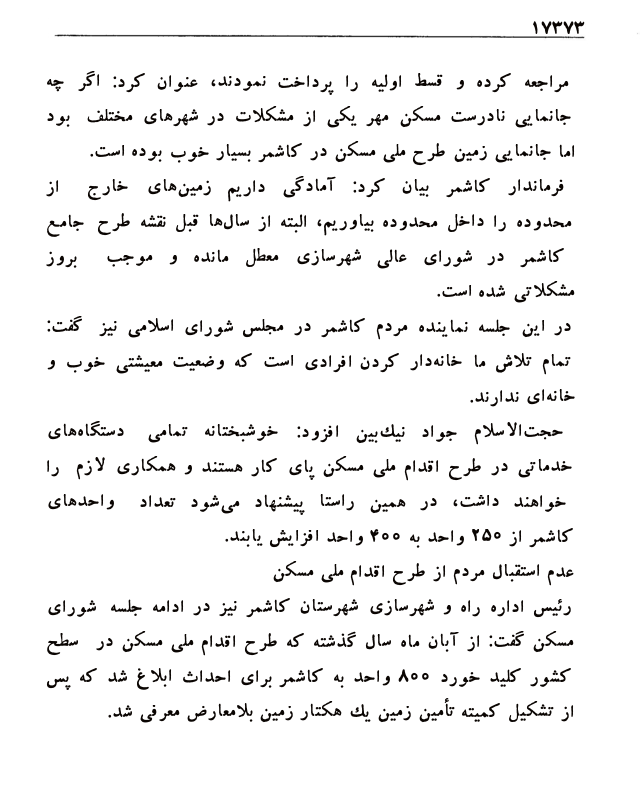 ۱۷۳۷۳
مراجعه کرده و قسط اولیه را پرداخت نمودند، عنوان کرد: اگر چه
جانمایی نادرست مسکن مهر یکی از مشکلات در شهرهای مختلف بود
اما جانمایی زمین طرح ملی مسکن در کاشمر بسیار خوب بوده است.
فرماندار کاشمر بیان کرد: آمادگی داریم زمین‌های خارج از
محدوده را داخل محدوده بیاوریم، البته از سال‌ها قبل نقشه طرح جامع
کاشمر در شورای عالی شهرسازی معطل مانده و موجب بروز
مشکلاتی شده است.
در این جلسه نماینده مردم کاشمر در مجلس شورای اسلامی نیز گفت:
تمام تلاش ما خانه‌دار کردن افرادی است که وضعیت معیشتی خوب و
خانه‌ای ندارند.
حجت‌الاسلام جواد نیک‌بین افزود: خوشبختانه تمامی دستگاه‌های
خدماتی در طرح اقدام ملی مسکن پای کار هستند و همکاری لازم را
خواهند داشت، در همین راستا پیشنهاد می‌شود تعداد واحدهای
کاشمر از ۲۵۰ واحد به ۴۰۰ واحد افزایش یابند.
عدم استقبال مردم از طرح اقدام ملی مسکن
رئیس اداره راه و شهرسازی شهرستان کاشمر نیز در ادامه جلسه شورای
مسکن گفت: از آبان ماه سال گذشته که طرح اقدام ملی مسکن در سطح
کشور کلید خورد ۸۰۰ واحد به کاشمر برای احداث ابلاغ شد که پس
از تشکیل کمیته تأمین زمین یک هکتار زمین بلامعارض معرفی شد.